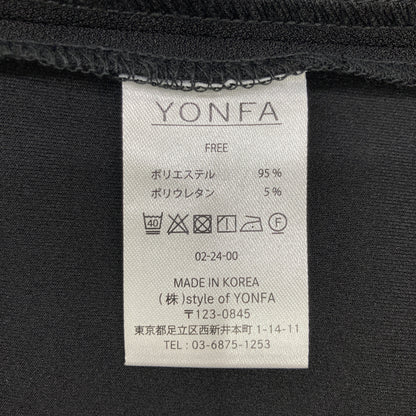 YONFA
FREE
ポリエステル 95%
ポリウレタン 5%
40 F
02-24-00
MADE IN KOREA
(株)style of YONFA
〒123-0845
東京都足立区西新井本町1-14-11
TEL : 03-6875-1253